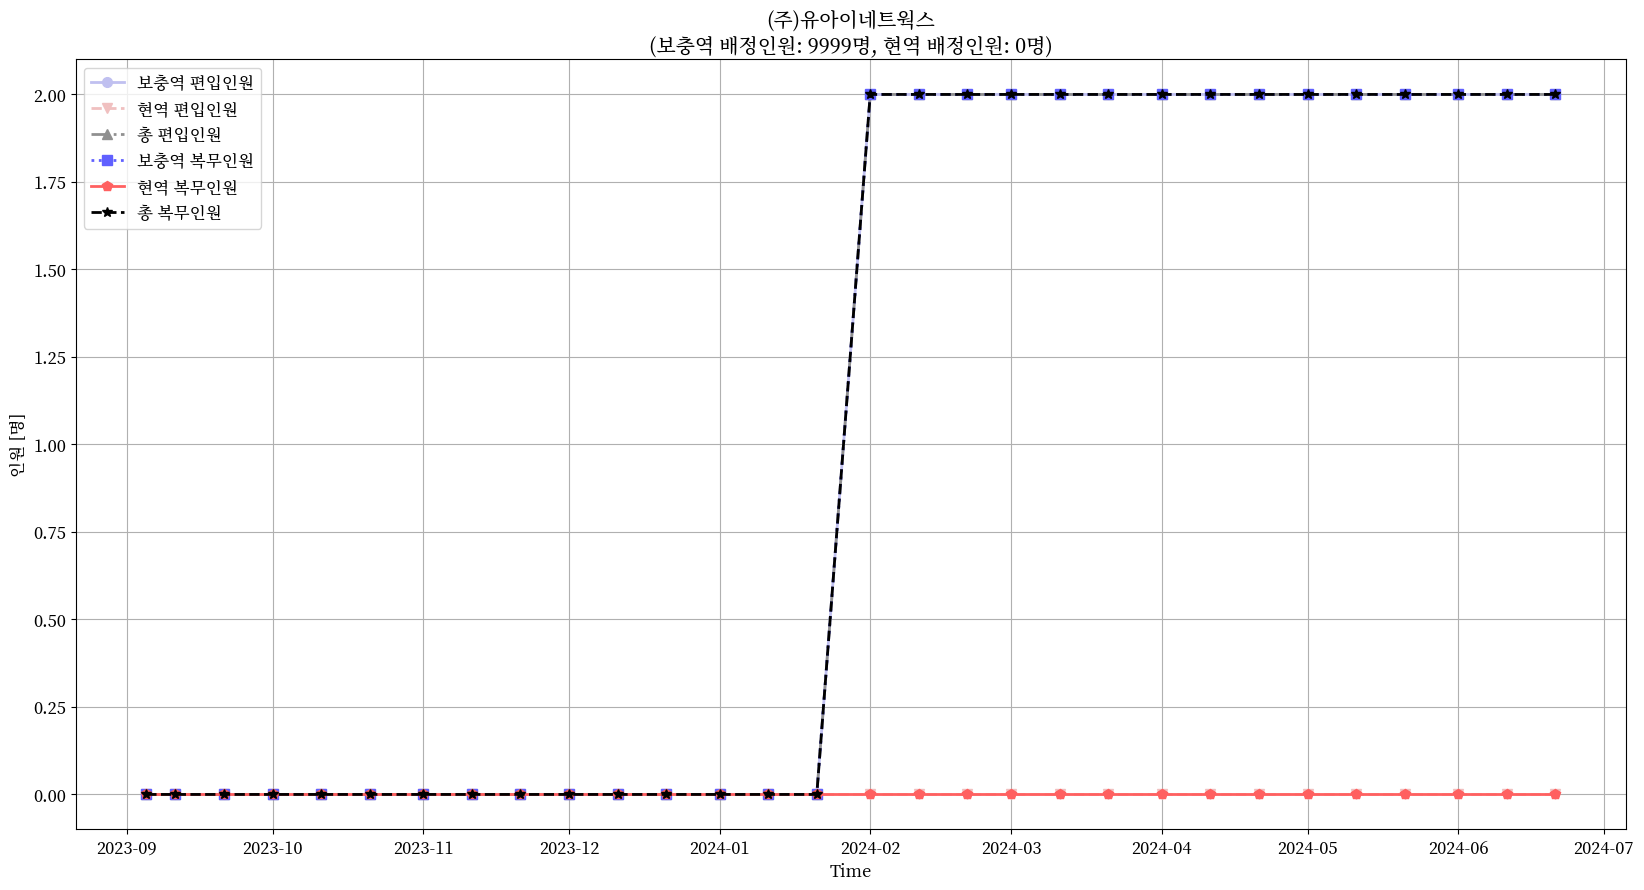 (주)유아이네트웍스
(보충역 배정인원: 9999명, 현역 배정인원: 0명)
보충역 편입인원
현역 편입인원
총 편입인원
보충역 복무인원
현역 복무인원
총 복무인원
인원 [명]
2.00
1.75
1.50
1.25
1.00
0.75
0.50
0.25
0.00
2023-09 2023-10 2023-11 2023-12 2024-01 2024-02 2024-03 2024-04 2024-05 2024-06 2024-07
Time